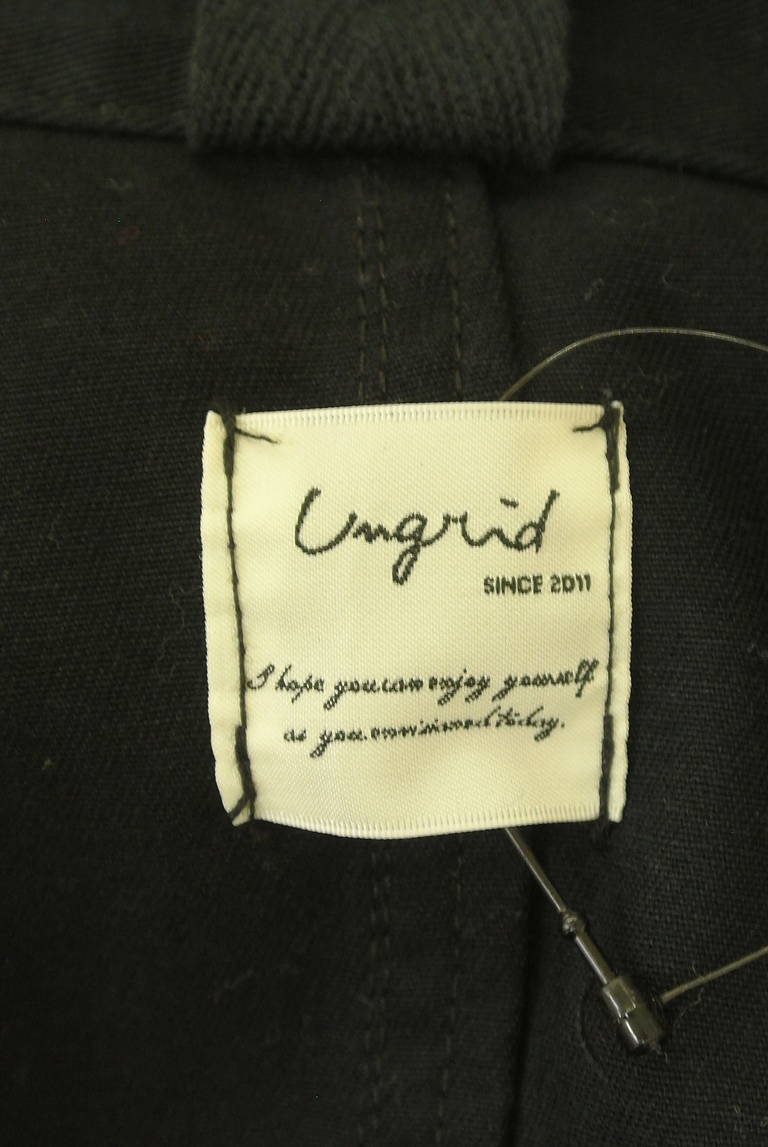 Ungrid
SINCE 2011
I hope you can enjoy yourself
as you envisioned today.